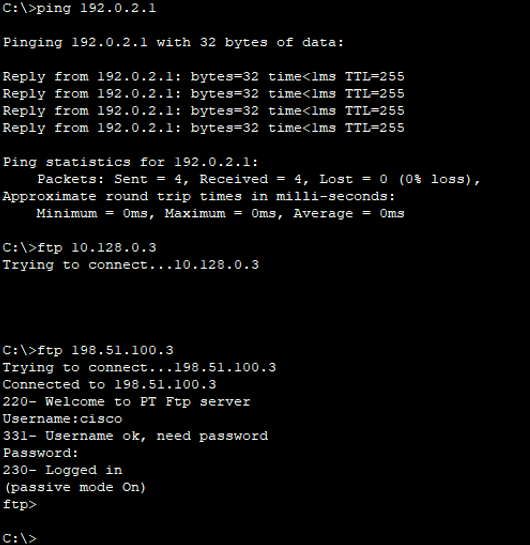 C:\>ping 192.0.2.1
Pinging 192.0.2.1 with 32 bytes of data:
Reply from 192.0.2.1: bytes=32 time<1ms TTL=255
Reply from 192.0.2.1: bytes=32 time<1ms TTL=255
Reply from 192.0.2.1: bytes=32 time<1ms TTL=255
Reply from 192.0.2.1: bytes=32 time<1ms TTL=255
Ping statistics for 192.0.2.1:
Packets: Sent = 4, Received = 4, Lost = 0 (0% loss),
Approximate round trip times in milli-seconds:
Minimum = 0ms, Maximum = 0ms, Average = 0ms
C:\>ftp 10.128.0.3
Trying to connect...10.128.0.3
C:\>ftp 198.51.100.3
Trying to connect...198.51.100.3
Connected to 198.51.100.3
220- Welcome to PT Ftp server
Username:cisco
331- Username ok, need password
Password:
230- Logged in
(passive mode On)
ftp>
C:\>